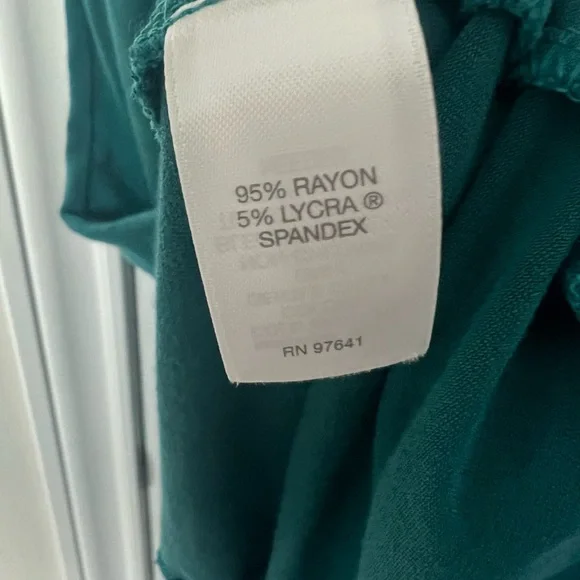 95% RAYON
5% LYCRA ®
SPANDEX
RN 97641